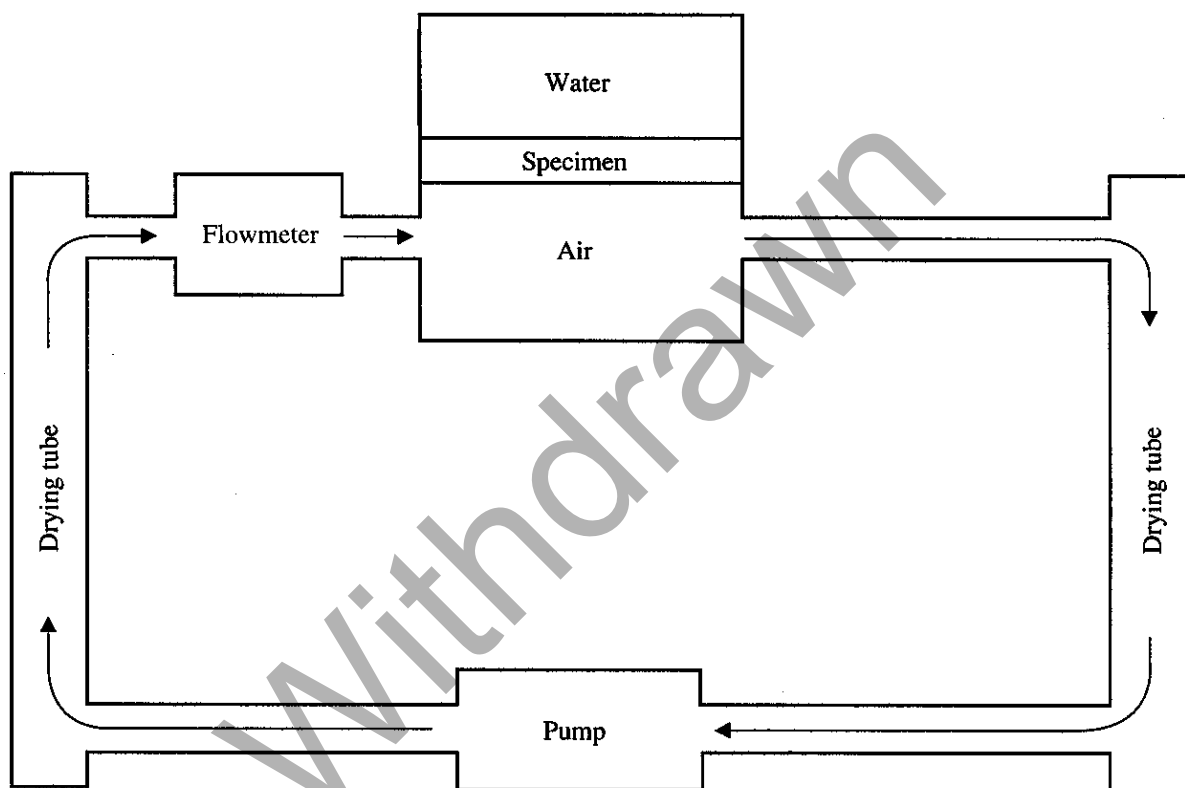 Water
Specimen
Flowmeter
Air
Drying tube
Drying tube
Pump
Withdrawn